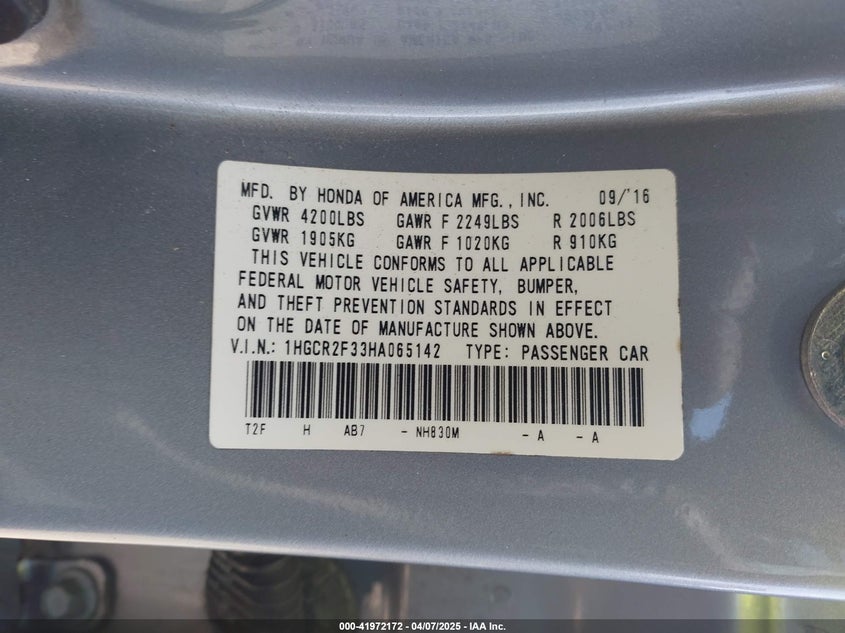 MFD. BY HONDA OF AMERICA MFG., INC. 09/'16
GVWR 4200LBS GAWR F 2249LBS R 2006LBS
GVWR 1905KG GAWR F 1020KG R 910KG
THIS VEHICLE CONFORMS TO ALL APPLICABLE
FEDERAL MOTOR VEHICLE SAFETY, BUMPER,
AND THEFT PREVENTION STANDARDS IN EFFECT
ON THE DATE OF MANUFACTURE SHOWN ABOVE.
V.I.N.: 1HGCR2F33HA065142 TYPE: PASSENGER CAR
T2F H AB7 - NH830M - A - A
000-41972172 | 04/07/2025 - IAA Inc.